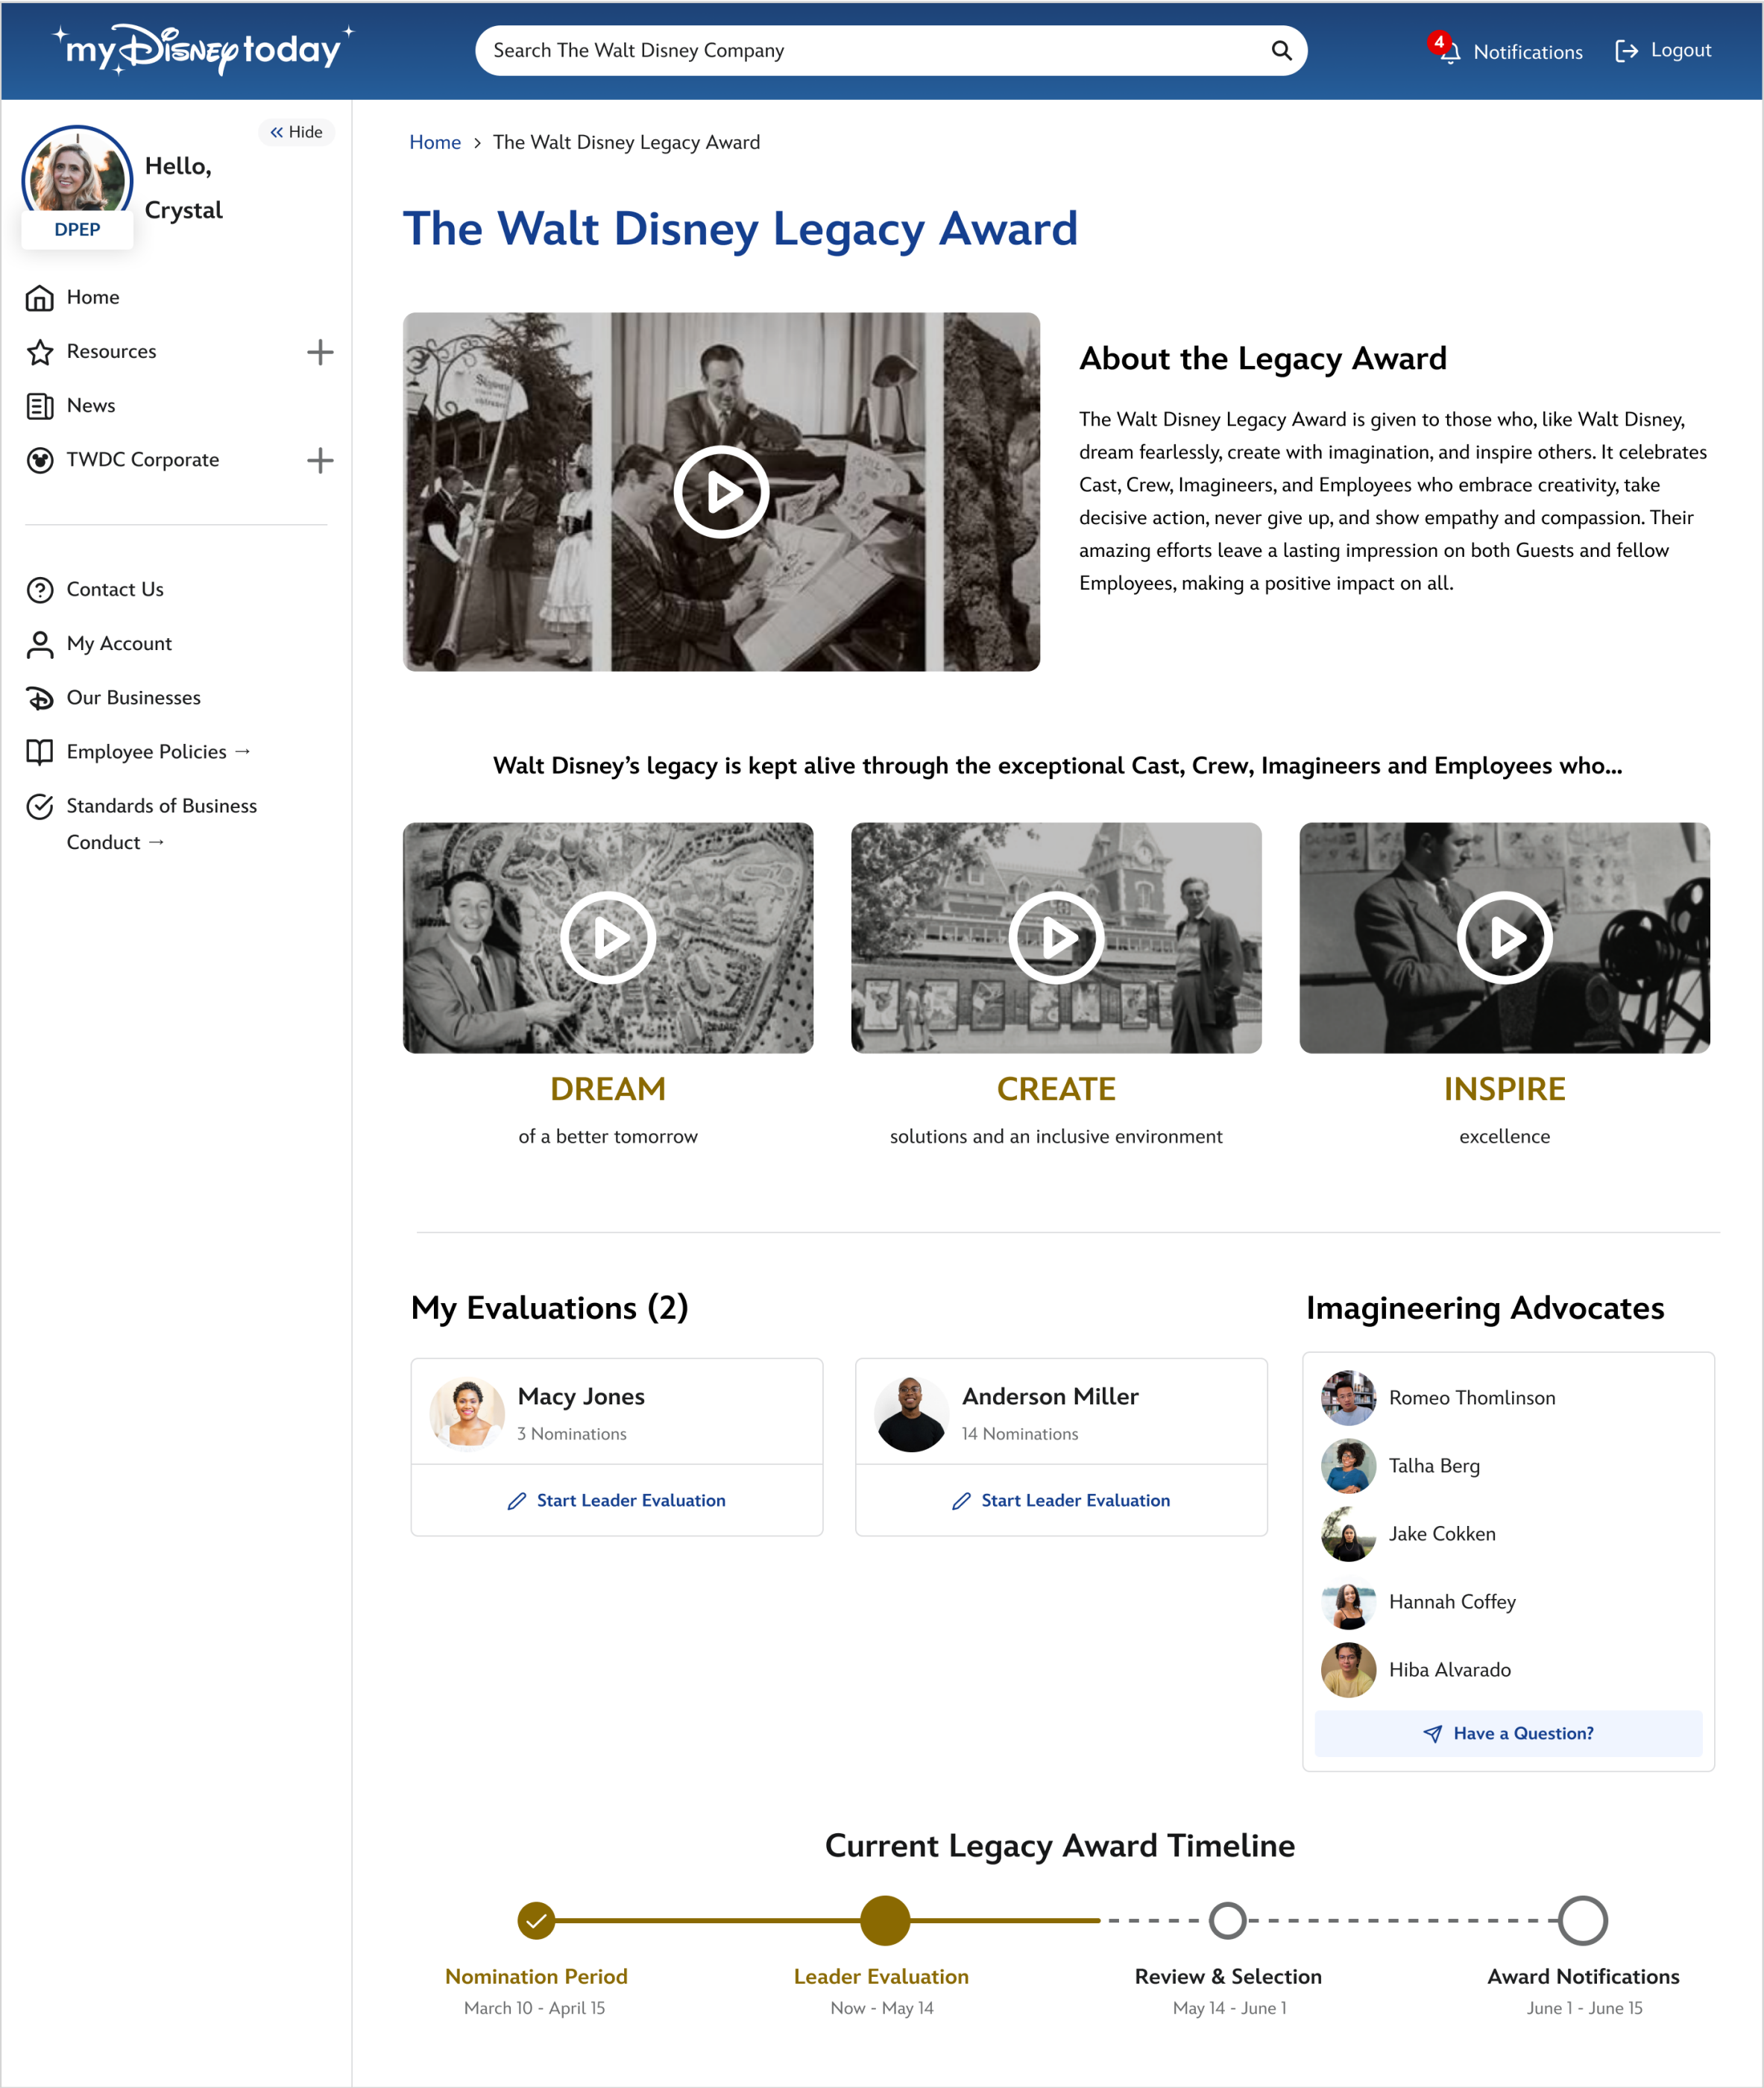 my Disney today
Search The Walt Disney Company
4
Notifications
Logout
Hide
Hello,
Crystal
DPEP
Home
Resources
News
TWDC Corporate
Contact Us
My Account
Our Businesses
Employee Policies →
Standards of Business
Conduct →
Home > The Walt Disney Legacy Award
The Walt Disney Legacy Award
About the Legacy Award
The Walt Disney Legacy Award is given to those who, like Walt Disney,
dream fearlessly, create with imagination, and inspire others. It celebrates
Cast, Crew, Imagineers, and Employees who embrace creativity, take
decisive action, never give up, and show empathy and compassion. Their
amazing efforts leave a lasting impression on both Guests and fellow
Employees, making a positive impact on all.
Walt Disney’s legacy is kept alive through the exceptional Cast, Crew, Imagineers and Employees who...
DREAM
of a better tomorrow
CREATE
solutions and an inclusive environment
INSPIRE
excellence
My Evaluations (2)
Macy Jones
3 Nominations
Start Leader Evaluation
Anderson Miller
14 Nominations
Start Leader Evaluation
Imagineering Advocates
Romeo Thomlinson
Talha Berg
Jake Cokken
Hannah Coffey
Hiba Alvarado
Have a Question?
Current Legacy Award Timeline
Nomination Period
March 10 - April 15
Leader Evaluation
Now - May 14
Review & Selection
May 14 - June 1
Award Notifications
June 1 - June 15